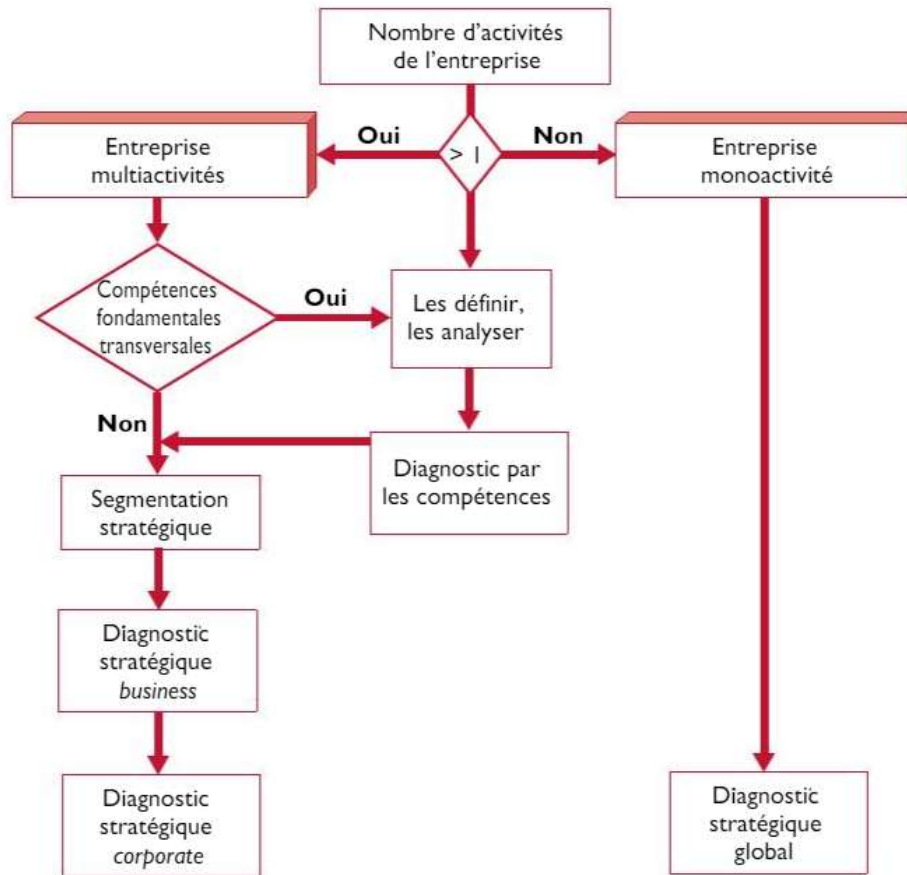 Nombre d'activités
de l'entreprise
Oui
> 1
Non
Entreprise
multiactivités
Entreprise
monoactivité
Compétences
fondamentales
transversales
Oui
Les définir,
les analyser
Non
Diagnostic par
les compétences
Segmentation
stratégique
Diagnostic
stratégique
business
Diagnostic
stratégique
corporate
Diagnostic
stratégique
global